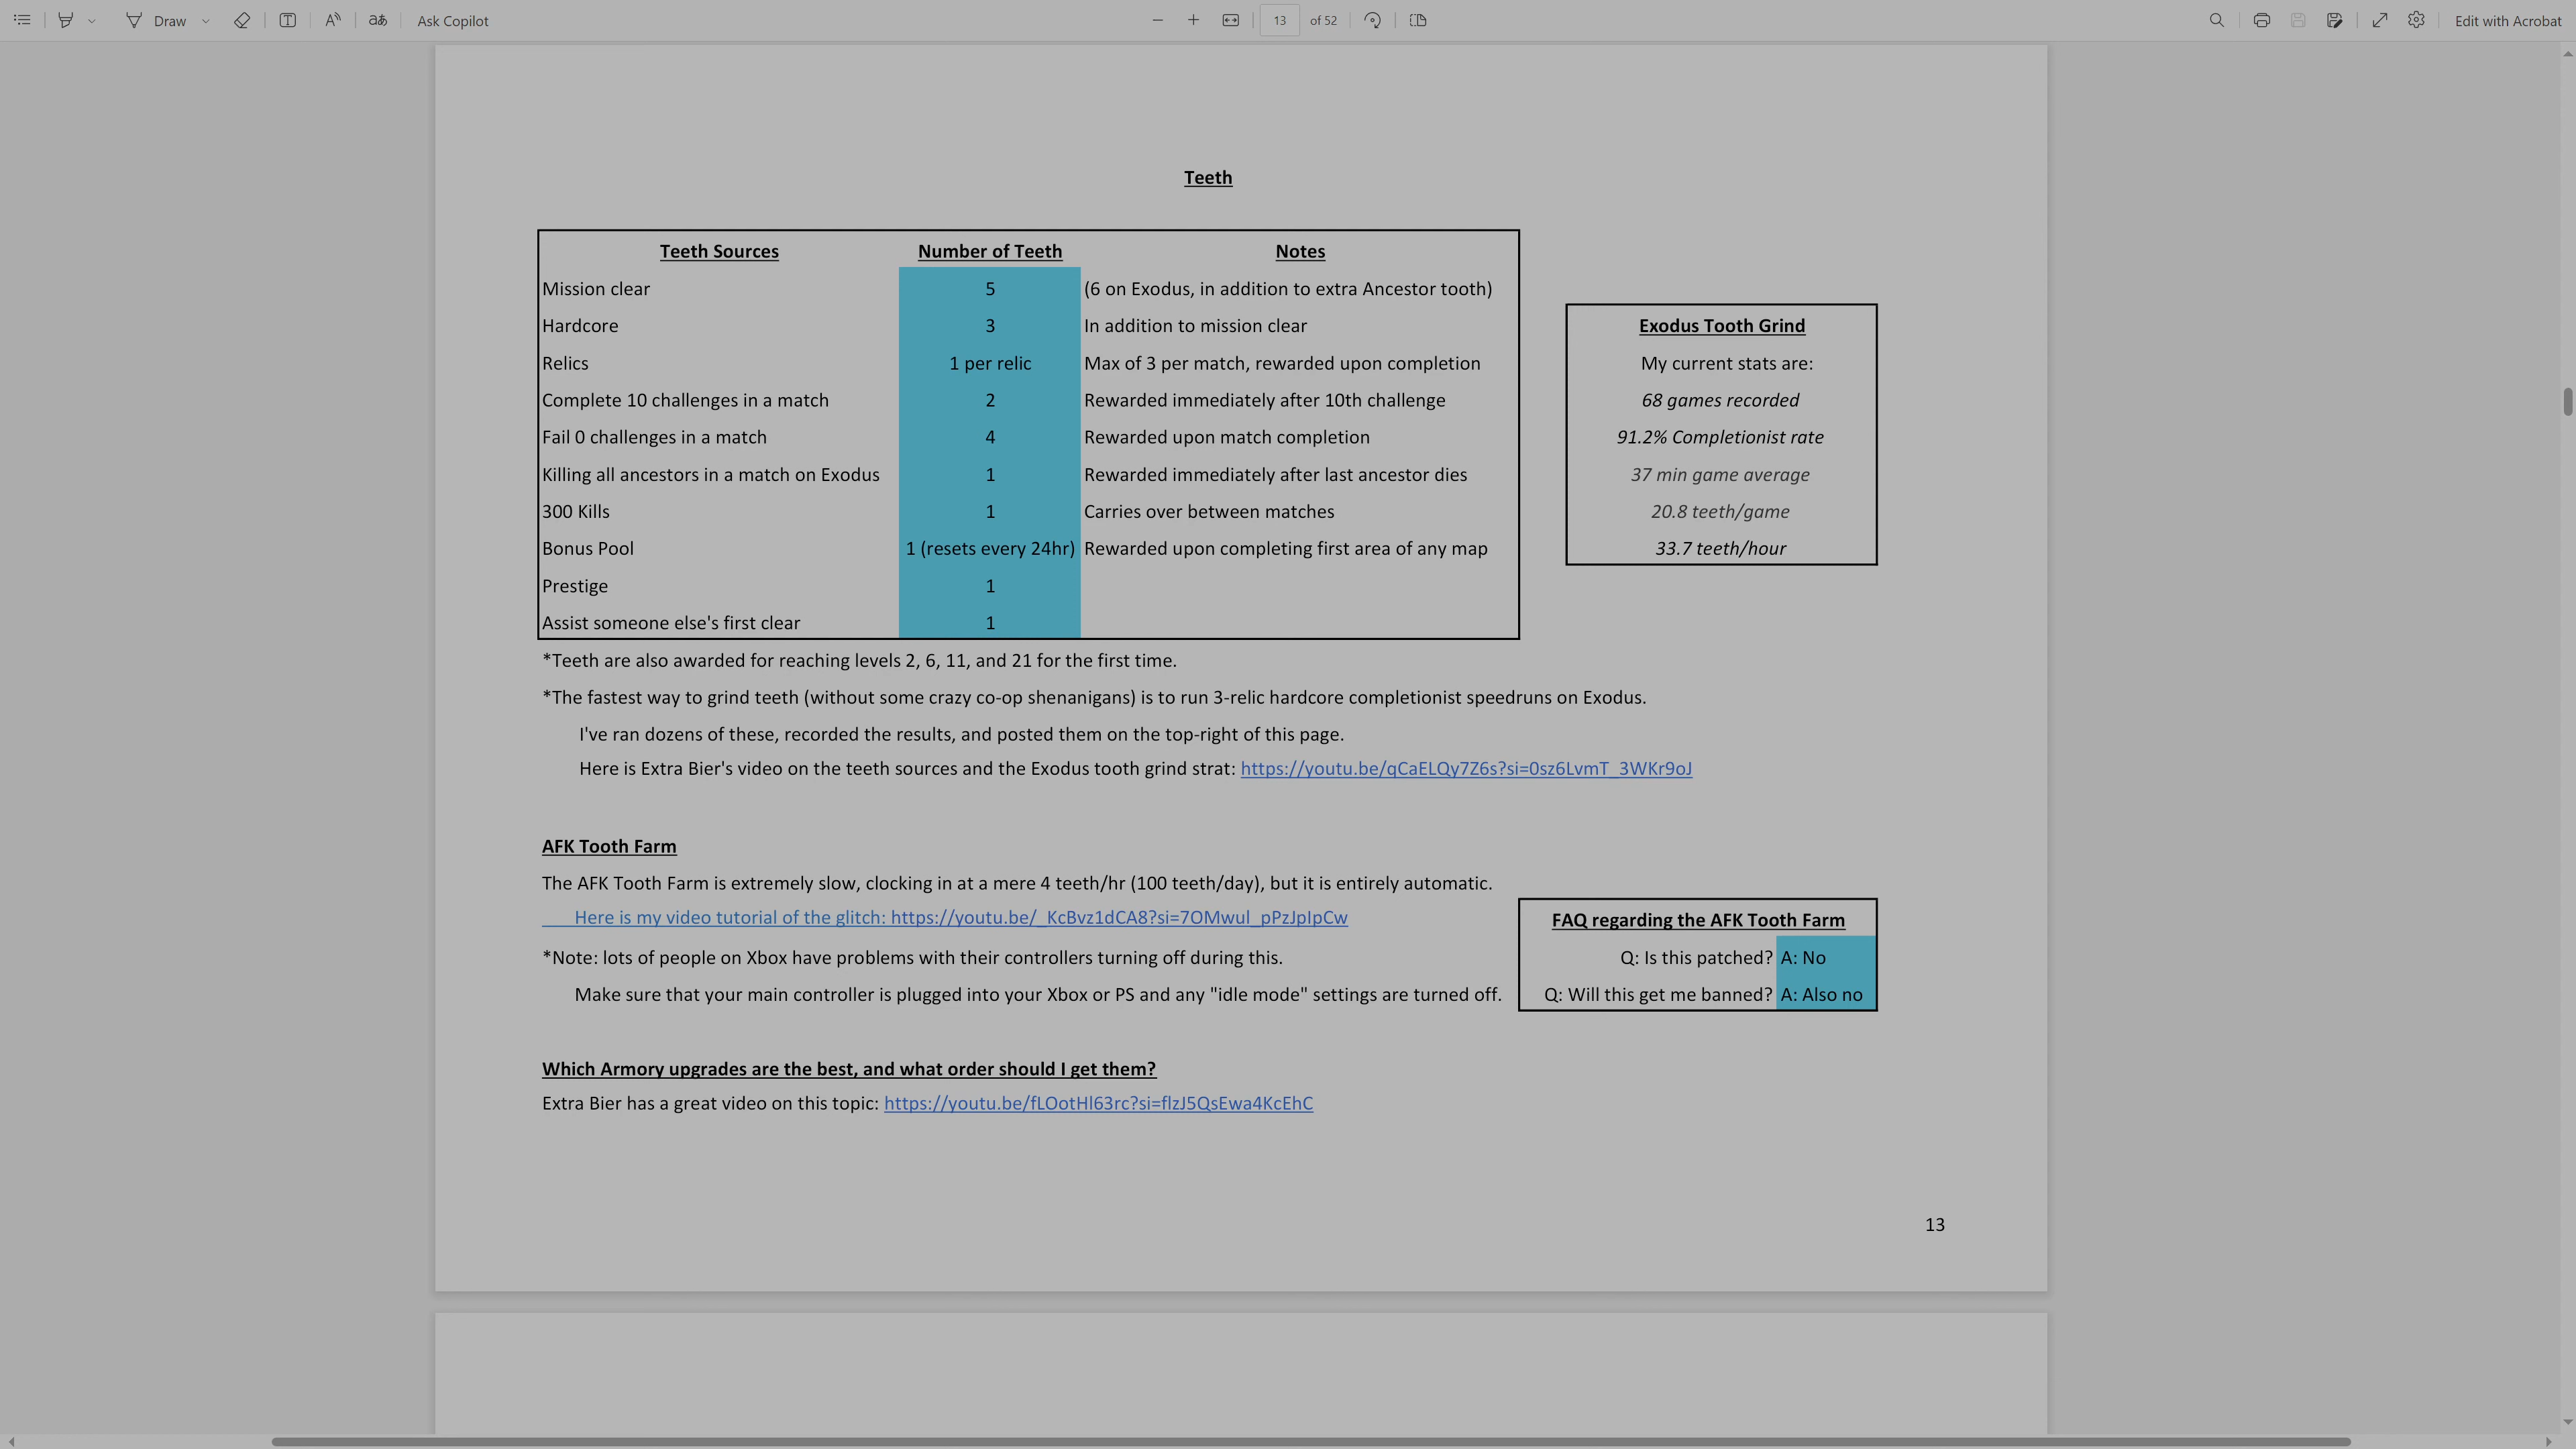 Draw
Ask Copilot
13 of 52
Edit with Acrobat
Teeth
Teeth Sources Number of Teeth Notes
Mission clear 5 (6 on Exodus, in addition to extra Ancestor tooth)
Hardcore 3 In addition to mission clear
Relics 1 per relic Max of 3 per match, rewarded upon completion
Complete 10 challenges in a match 2 Rewarded immediately after 10th challenge
Fail 0 challenges in a match 4 Rewarded upon match completion
Killing all ancestors in a match on Exodus 1 Rewarded immediately after last ancestor dies
300 Kills 1 Carries over between matches
Bonus Pool 1 (resets every 24hr) Rewarded upon completing first area of any map
Prestige 1
Assist someone else's first clear 1
Exodus Tooth Grind
My current stats are:
68 games recorded
91.2% Completionist rate
37 min game average
20.8 teeth/game
33.7 teeth/hour
*Teeth are also awarded for reaching levels 2, 6, 11, and 21 for the first time.
*The fastest way to grind teeth (without some crazy co-op shenanigans) is to run 3-relic hardcore completionist speedruns on Exodus.
I've ran dozens of these, recorded the results, and posted them on the top-right of this page.
Here is Extra Bier's video on the teeth sources and the Exodus tooth grind strat: https://youtu.be/qCaELQy7Z6s?si=0sz6LvmT_3WKr9oJ
AFK Tooth Farm
The AFK Tooth Farm is extremely slow, clocking in at a mere 4 teeth/hr (100 teeth/day), but it is entirely automatic.
Here is my video tutorial of the glitch: https://youtu.be/_KcBvz1dCA8?si=7OMwul_pPzJpIpCw
*Note: lots of people on Xbox have problems with their controllers turning off during this.
Make sure that your main controller is plugged into your Xbox or PS and any "idle mode" settings are turned off.
FAQ regarding the AFK Tooth Farm
Q: Is this patched? A: No
Q: Will this get me banned? A: Also no
Which Armory upgrades are the best, and what order should I get them?
Extra Bier has a great video on this topic: https://youtu.be/fLOotHl63rc?si=flzJ5QsEwa4KcEhC
13